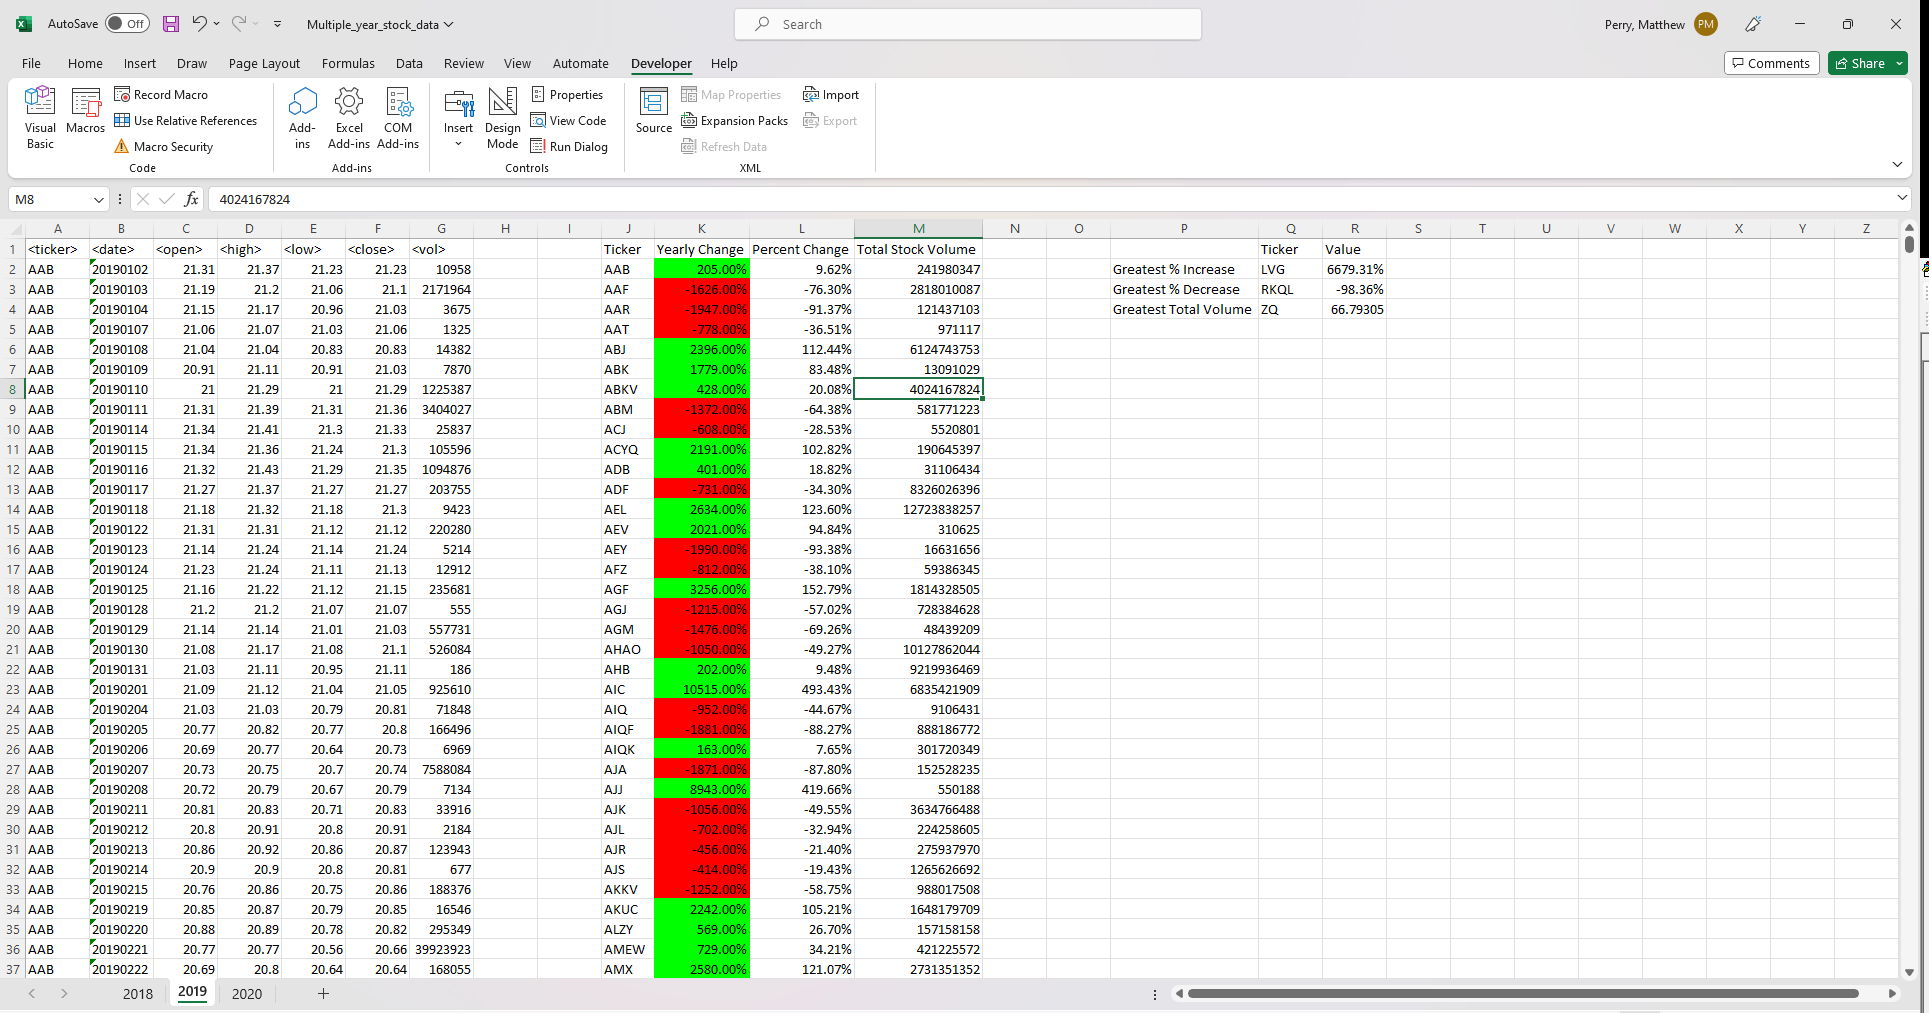 AutoSave Off Multiple_year_stock_data Search Perry, Matthew PM
File Home Insert Draw Page Layout Formulas Data Review View Automate Developer Help Comments Share
Visual Basic Macros Record Macro Use Relative References Macro Security Code
Add-ins Excel Add-ins COM Add-ins Add-ins
Insert Design Mode Properties View Code Run Dialog Controls
Source Map Properties Expansion Packs Refresh Data Import Export XML
M8 fx 4024167824
A B C D E F G H I J K L M N O P Q R S T U V W X Y Z
1 <ticker> <date> <open> <high> <low> <close> <vol> Ticker Yearly Change Percent Change Total Stock Volume Ticker Value
2 AAB 20190102 21.31 21.37 21.23 21.23 10958 AAB 205.00% 9.62% 241980347 Greatest % Increase LVG 6679.31%
3 AAB 20190103 21.19 21.2 21.06 21.1 2171964 AAF -1626.00% -76.30% 2818010087 Greatest % Decrease RKQL -98.36%
4 AAB 20190104 21.15 21.17 20.96 21.03 3675 AAR -1947.00% -91.37% 121437103 Greatest Total Volume ZQ 66.79305
5 AAB 20190107 21.06 21.07 21.03 21.06 1325 AAT -778.00% -36.51% 971117
6 AAB 20190108 21.04 21.04 20.83 20.83 14382 ABJ 2396.00% 112.44% 6124743753
7 AAB 20190109 20.91 21.11 20.91 21.03 7870 ABK 1779.00% 83.48% 13091029
8 AAB 20190110 21 21.29 21 21.29 1225387 ABKV 428.00% 20.08% 4024167824
9 AAB 20190111 21.31 21.39 21.31 21.36 3404027 ABM -1372.00% -64.38% 581771223
10 AAB 20190114 21.34 21.41 21.3 21.33 25837 ACJ -608.00% -28.53% 5520801
11 AAB 20190115 21.34 21.36 21.24 21.3 105596 ACYQ 2191.00% 102.82% 190645397
12 AAB 20190116 21.32 21.43 21.29 21.35 1094876 ADB 401.00% 18.82% 31106434
13 AAB 20190117 21.27 21.37 21.27 21.27 203755 ADF -731.00% -34.30% 8326026396
14 AAB 20190118 21.18 21.32 21.18 21.3 9423 AEL 2634.00% 123.60% 12723838257
15 AAB 20190122 21.31 21.31 21.12 21.12 220280 AEV 2021.00% 94.84% 310625
16 AAB 20190123 21.14 21.24 21.14 21.24 5214 AEY -1990.00% -93.38% 16631656
17 AAB 20190124 21.23 21.24 21.11 21.13 12912 AFZ -812.00% -38.10% 59386345
18 AAB 20190125 21.16 21.22 21.12 21.15 235681 AGF 3256.00% 152.79% 1814328505
19 AAB 20190128 21.2 21.2 21.07 21.07 555 AGJ -1215.00% -57.02% 728384628
20 AAB 20190129 21.14 21.14 21.01 21.03 557731 AGM -1476.00% -69.26% 48439209
21 AAB 20190130 21.08 21.17 21.08 21.1 526084 AHAO -1050.00% -49.27% 10127862044
22 AAB 20190131 21.03 21.11 20.95 21.11 186 AHB 202.00% 9.48% 9219936469
23 AAB 20190201 21.09 21.12 21.04 21.05 925610 AIC 10515.00% 493.43% 6835421909
24 AAB 20190204 21.03 21.03 20.79 20.81 71848 AIQ -952.00% -44.67% 9106431
25 AAB 20190205 20.77 20.82 20.77 20.8 166496 AIQF -1881.00% -88.27% 888186772
26 AAB 20190206 20.69 20.77 20.64 20.73 6969 AIQK 163.00% 7.65% 301720349
27 AAB 20190207 20.73 20.75 20.7 20.74 7588084 AJA -1871.00% -87.80% 152528235
28 AAB 20190208 20.72 20.79 20.67 20.79 7134 AJJ 8943.00% 419.66% 550188
29 AAB 20190211 20.81 20.83 20.71 20.83 33916 AJK -1056.00% -49.55% 3634766488
30 AAB 20190212 20.8 20.91 20.8 20.91 2184 AJL -702.00% -32.94% 224258605
31 AAB 20190213 20.86 20.92 20.86 20.87 123943 AJR -456.00% -21.40% 275937970
32 AAB 20190214 20.9 20.9 20.8 20.81 677 AJS -414.00% -19.43% 1265626692
33 AAB 20190215 20.76 20.86 20.75 20.86 188376 AKKV -1252.00% -58.75% 988017508
34 AAB 20190219 20.85 20.87 20.79 20.85 16546 AKUC 2242.00% 105.21% 1648179709
35 AAB 20190220 20.88 20.89 20.78 20.82 295349 ALZY 569.00% 26.70% 157158158
36 AAB 20190221 20.77 20.77 20.56 20.66 39923923 AMEW 729.00% 34.21% 421225572
37 AAB 20190222 20.69 20.8 20.64 20.64 168055 AMX 2580.00% 121.07% 2731351352
2018 2019 2020